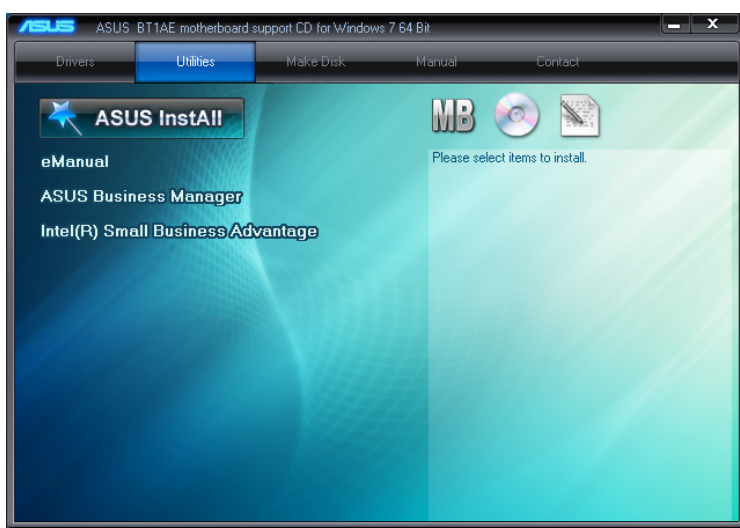 ASUS ASUS BT1AE motherboard support CD for Windows 7 64 Bit
Drivers Utilities Make Disk Manual Contact
ASUS InstAll
MB
eManual
Please select items to install.
ASUS Business Manager
Intel(R) Small Business Advantage